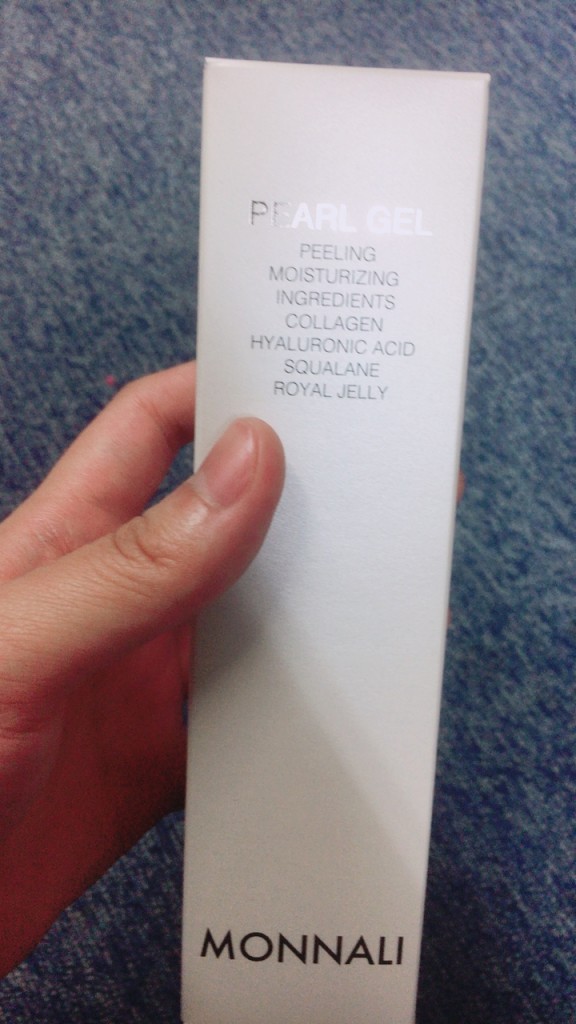 PEARL GEL
PEELING
MOISTURIZING
INGREDIENTS
COLLAGEN
HYALURONIC ACID
SQUALANE
ROYAL JELLY
MONNALI